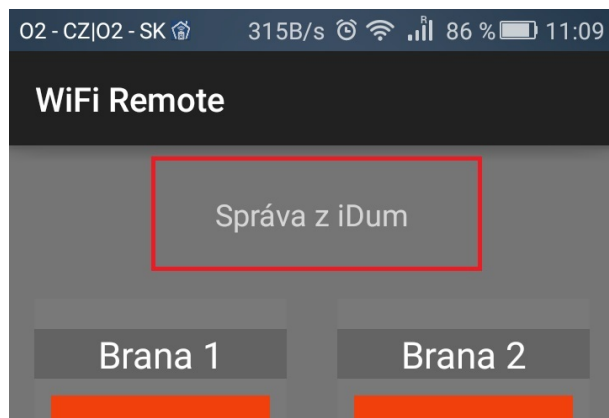 O2 - CZ|O2 - SK 315B/s R 86 % 11:09
WiFi Remote
Správa z iDum
Brana 1 Brana 2